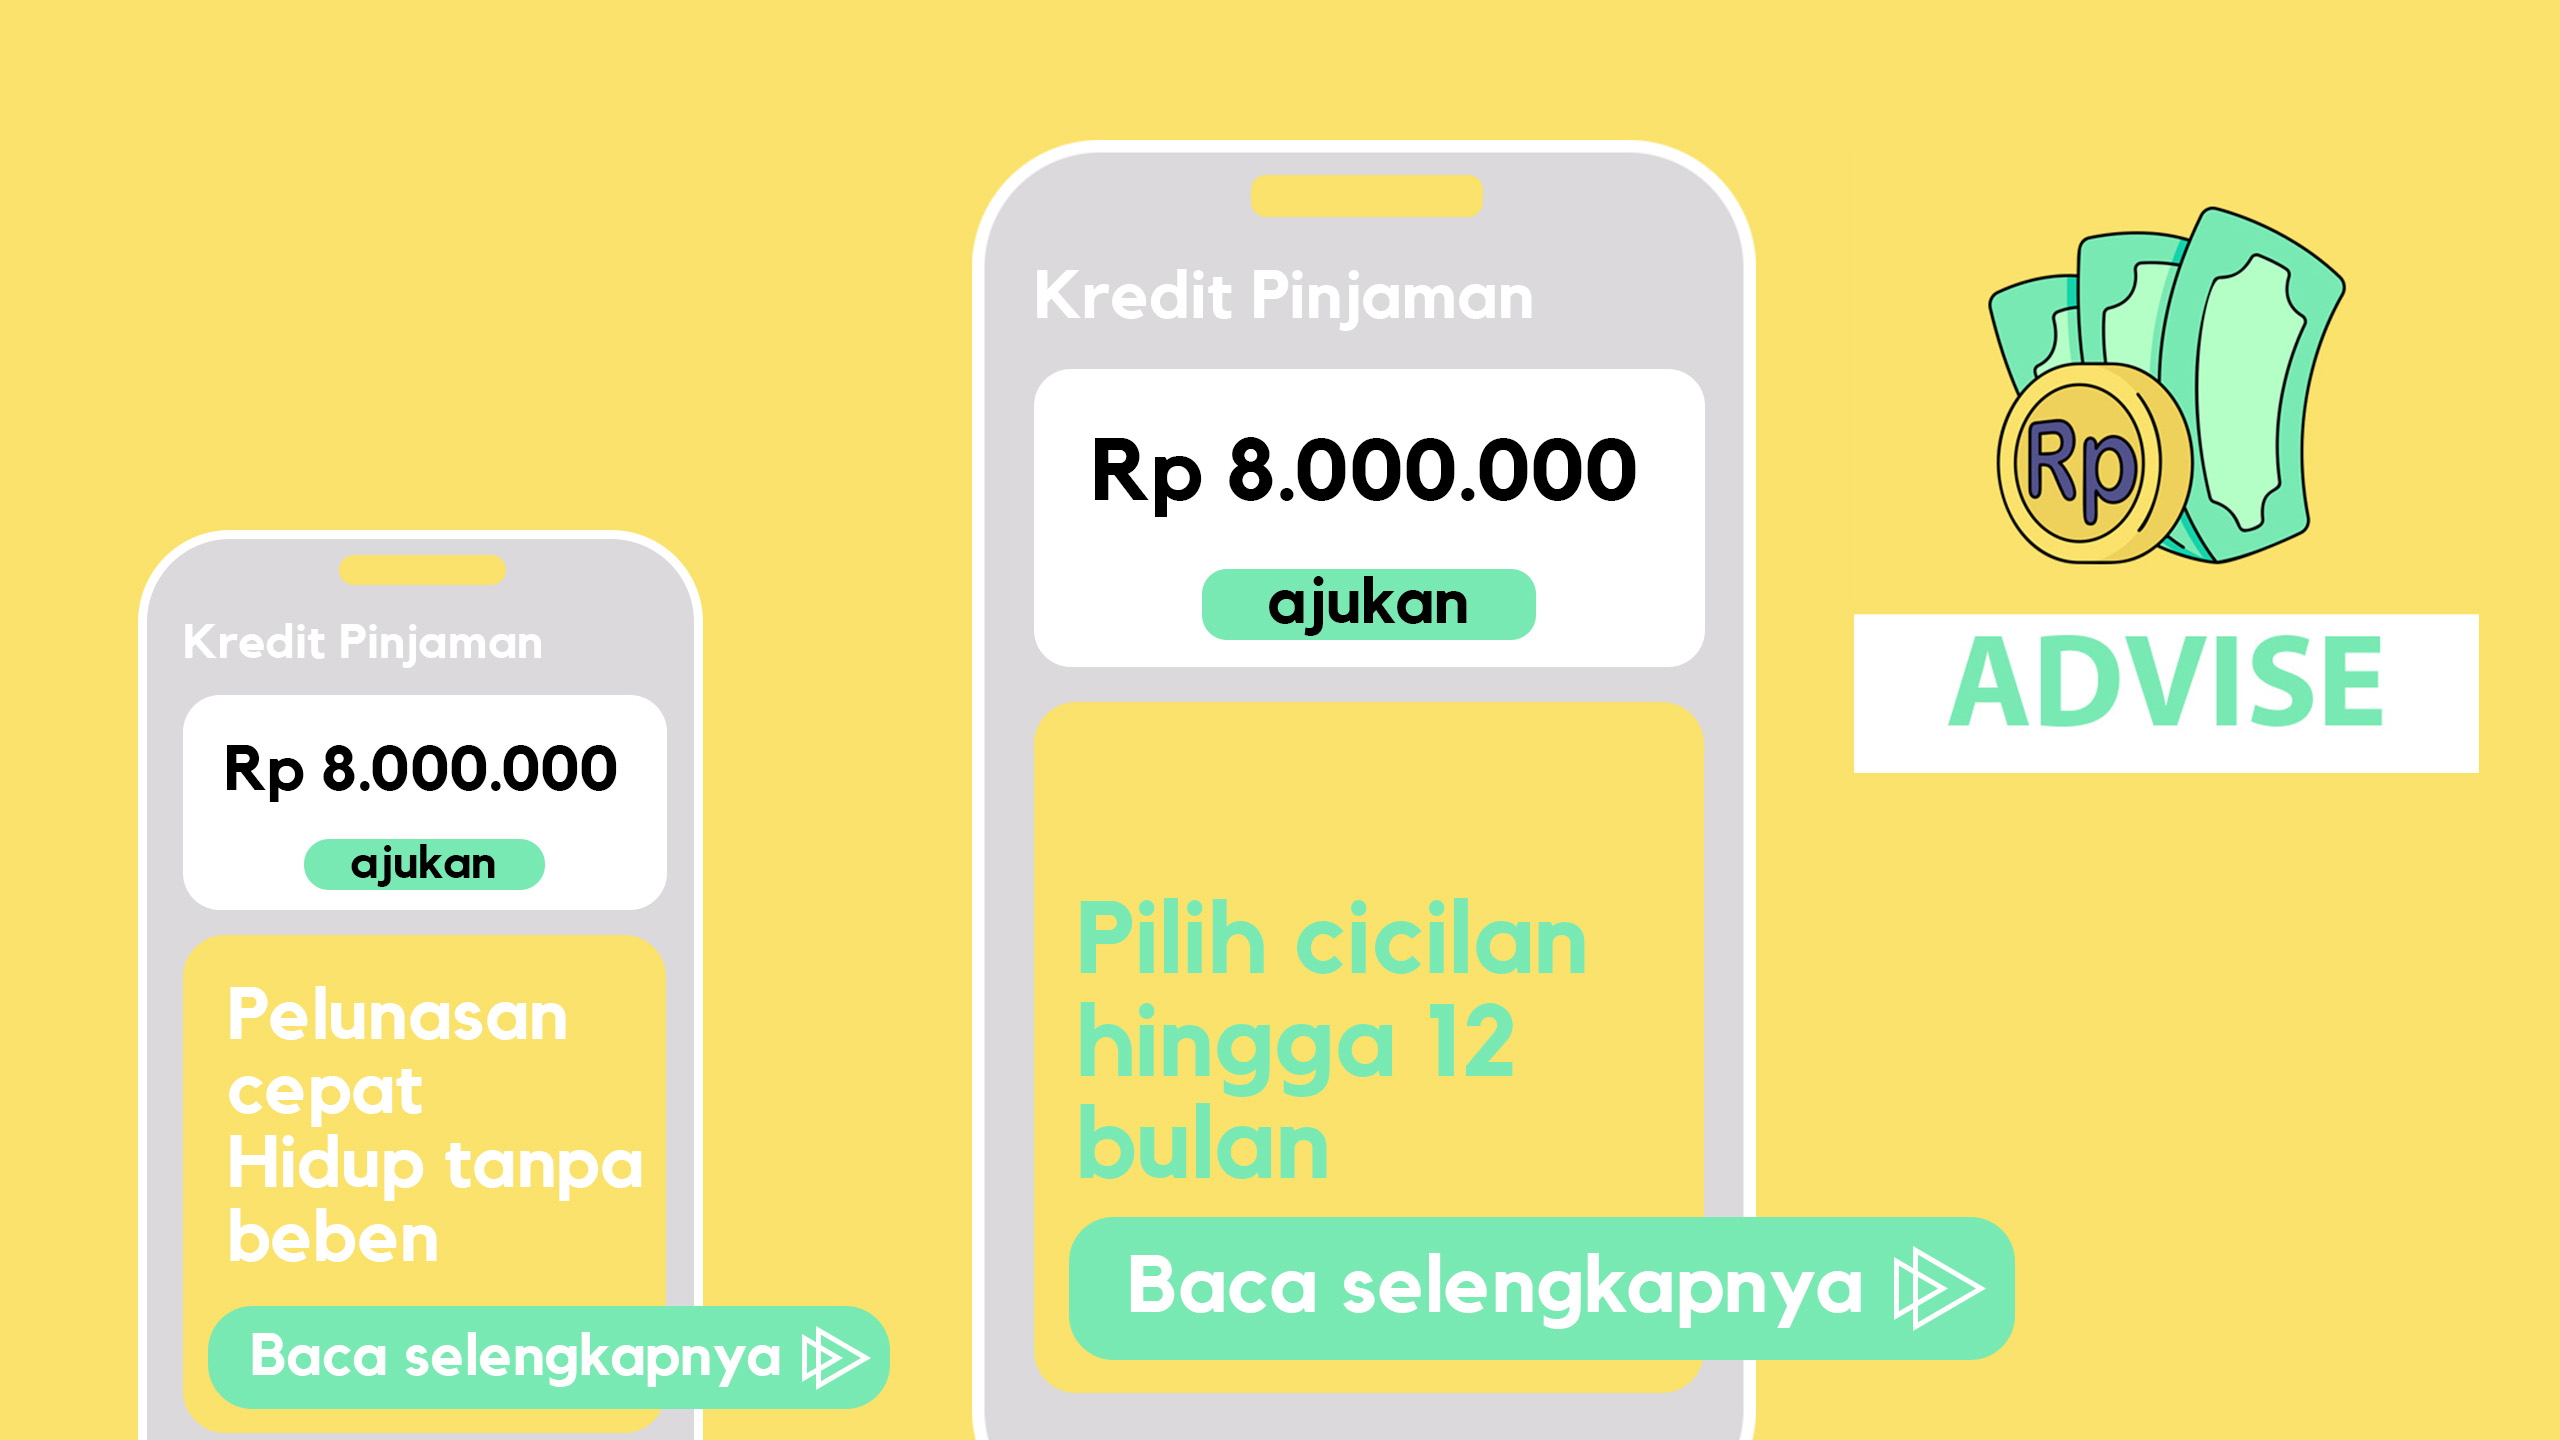 Kredit Pinjaman
Rp 8.000.000
ajukan
Pelunasan
cepat
Hidup tanpa
beben
Baca selengkapnya
Kredit Pinjaman
Rp 8.000.000
ajukan
Pilih cicilan
hingga 12
bulan
Baca selengkapnya
Rp
ADVISE